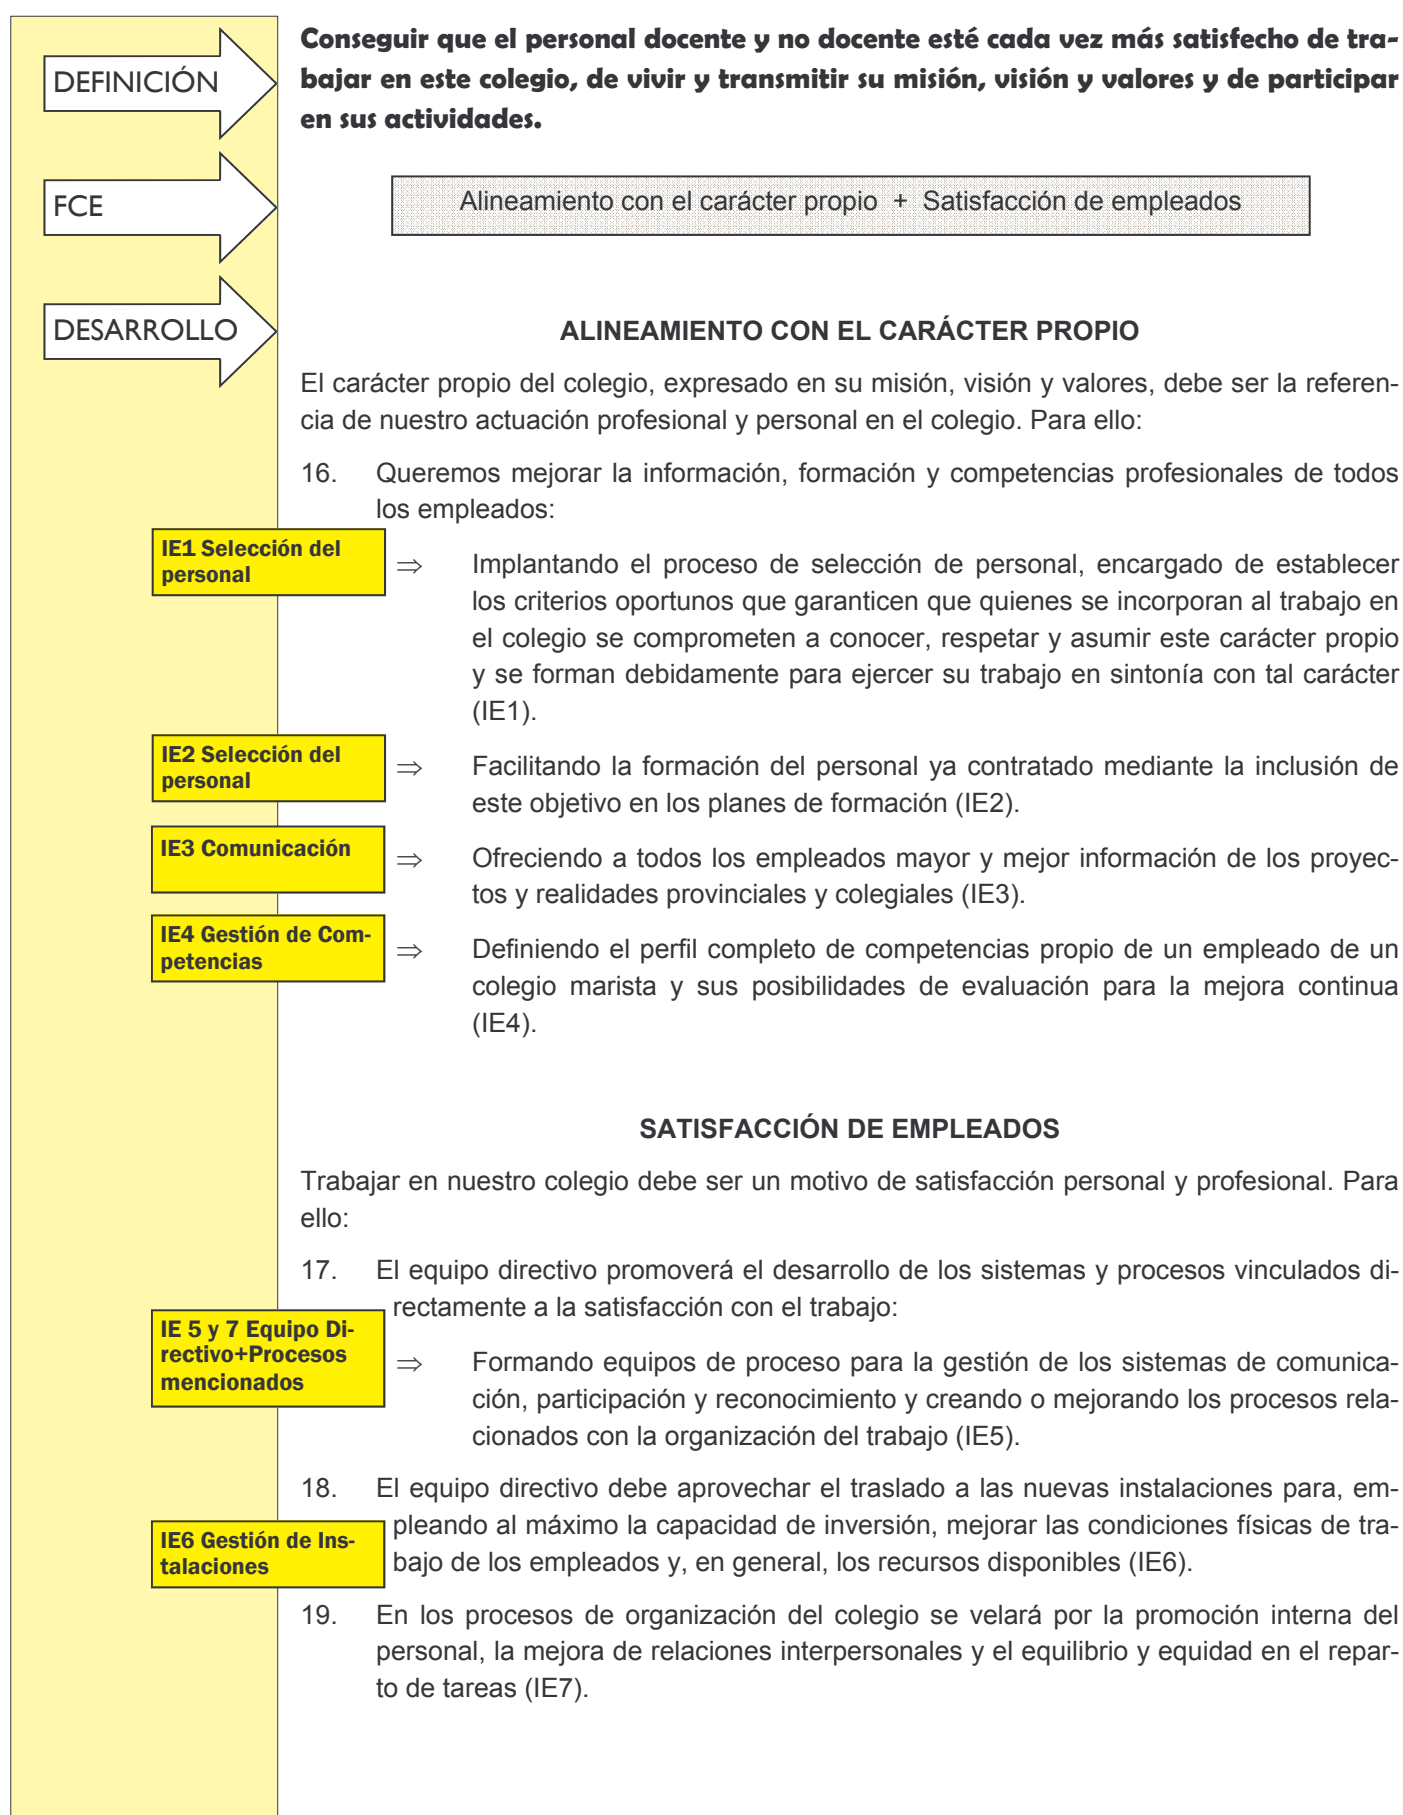 DEFINICIÓN
Conseguir que el personal docente y no docente esté cada vez más satisfecho de tra-
bajar en este colegio, de vivir y transmitir su misión, visión y valores y de participar
en sus actividades.
FCE
Alineamiento con el carácter propio + Satisfacción de empleados
DESARROLLO
ALINEAMIENTO CON EL CARÁCTER PROPIO
El carácter propio del colegio, expresado en su misión, visión y valores, debe ser la referen-
cia de nuestro actuación profesional y personal en el colegio. Para ello:
16. Queremos mejorar la información, formación y competencias profesionales de todos
los empleados:
IE1 Selección del
personal
⇒ Implantando el proceso de selección de personal, encargado de establecer
los criterios oportunos que garanticen que quienes se incorporan al trabajo en
el colegio se comprometen a conocer, respetar y asumir este carácter propio
y se forman debidamente para ejercer su trabajo en sintonía con tal carácter
(IE1).
IE2 Selección del
personal
⇒ Facilitando la formación del personal ya contratado mediante la inclusión de
este objetivo en los planes de formación (IE2).
IE3 Comunicación
⇒ Ofreciendo a todos los empleados mayor y mejor información de los proyec-
tos y realidades provinciales y colegiales (IE3).
IE4 Gestión de Com-
petencias
⇒ Definiendo el perfil completo de competencias propio de un empleado de un
colegio marista y sus posibilidades de evaluación para la mejora continua
(IE4).
SATISFACCIÓN DE EMPLEADOS
Trabajar en nuestro colegio debe ser un motivo de satisfacción personal y profesional. Para
ello:
17. El equipo directivo promoverá el desarrollo de los sistemas y procesos vinculados di-
rectamente a la satisfacción con el trabajo:
IE 5 y 7 Equipo Di-
rectivo+Procesos
mencionados
⇒ Formando equipos de proceso para la gestión de los sistemas de comunica-
ción, participación y reconocimiento y creando o mejorando los procesos rela-
cionados con la organización del trabajo (IE5).
18. El equipo directivo debe aprovechar el traslado a las nuevas instalaciones para, em-
pleando al máximo la capacidad de inversión, mejorar las condiciones físicas de tra-
bajo de los empleados y, en general, los recursos disponibles (IE6).
IE6 Gestión de Ins-
talaciones
19. En los procesos de organización del colegio se velará por la promoción interna del
personal, la mejora de relaciones interpersonales y el equilibrio y equidad en el repar-
to de tareas (IE7).